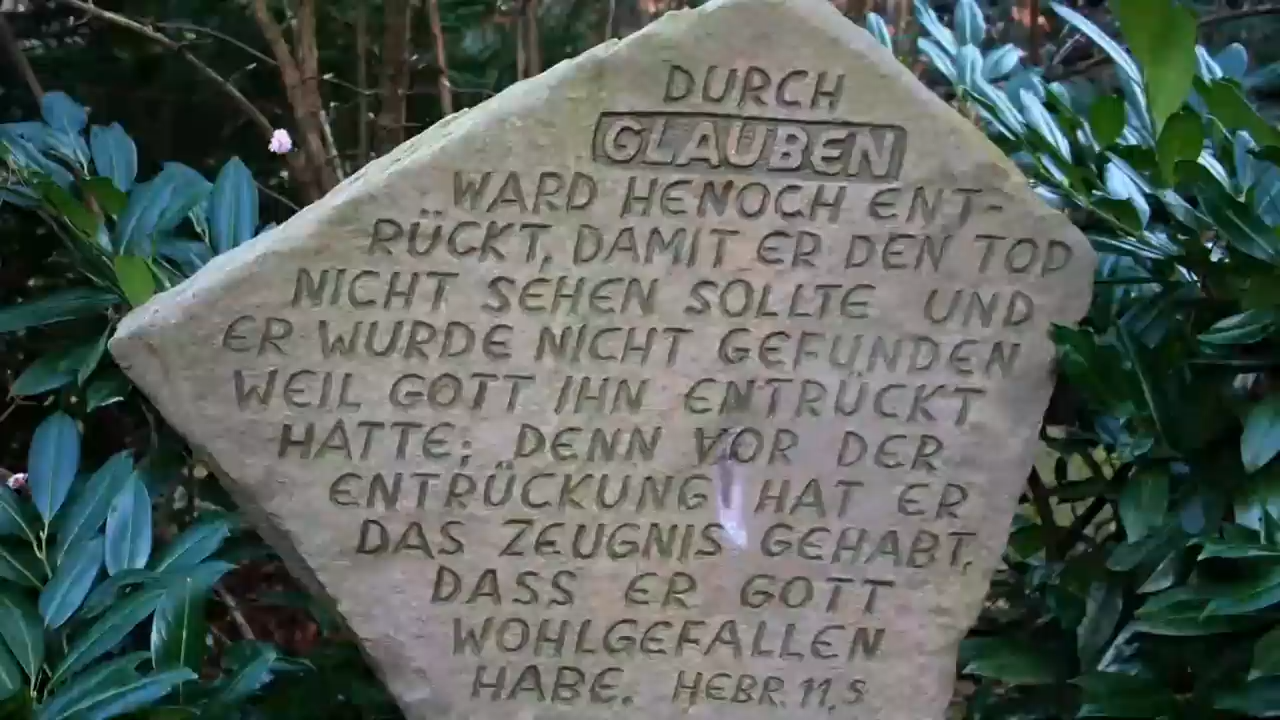 DURCH
GLAUBEN
WARD HENOCH ENT-
RÜCKT, DAMIT ER DEN TOD
NICHT SEHEN SOLLTE UND
ER WURDE NICHT GEFUNDEN
WEIL GOTT IHN ENTRÜCKT
HATTE; DENN VOR DER
ENTRÜCKUNG HAT ER
DAS ZEUGNIS GEHABT,
DASS ER GOTT
WOHLGEFALLEN
HABE. HEBR. 11,5